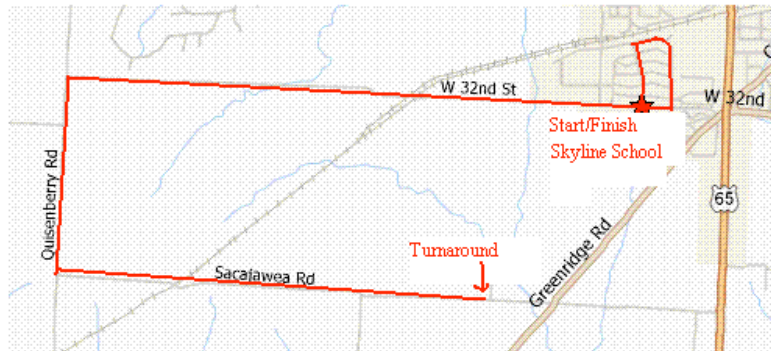 W 32nd St
W 32nd
Start/Finish
Skyline School
Quisenberry Rd
65
Turnaround
Greenridge Rd
Sacajawea Rd